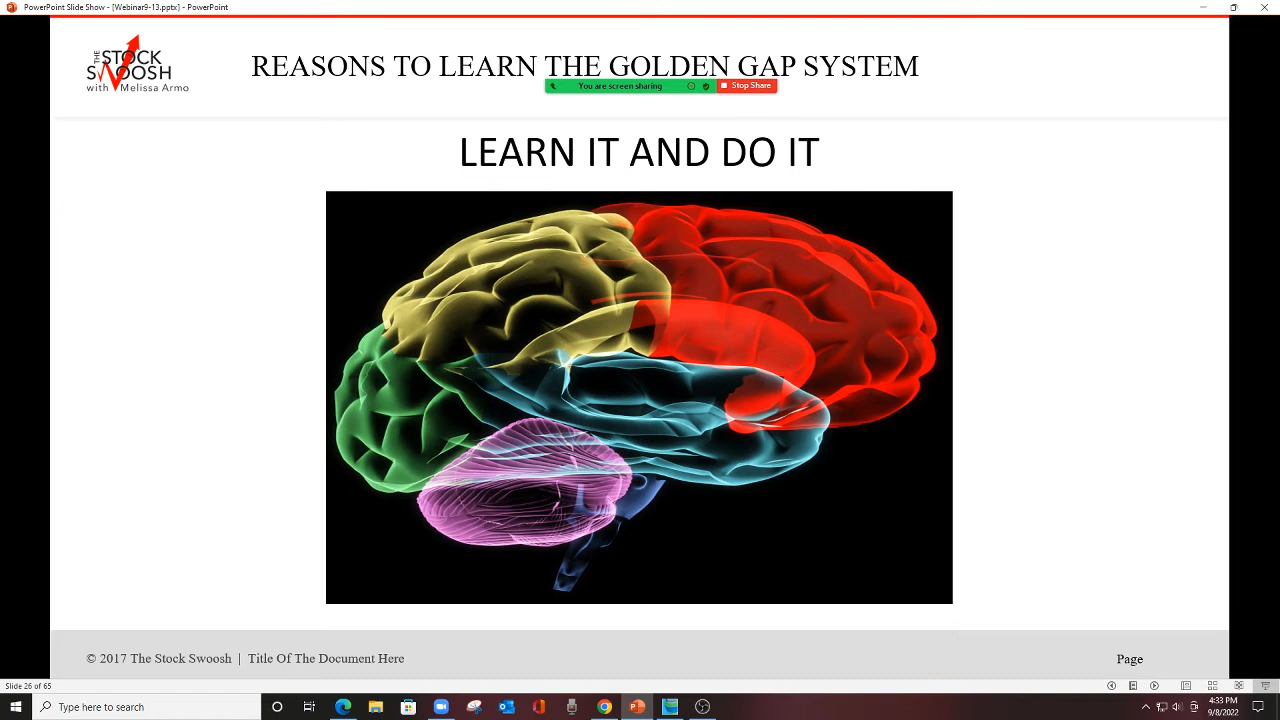 PowerPoint Slide Show - [Webinar9-13.pptx] - PowerPoint
THE STOCK
SWOOSH
with Melissa Armo
REASONS TO LEARN THE GOLDEN GAP SYSTEM
You are screen sharing
Stop Share
LEARN IT AND DO IT
© 2017 The Stock Swoosh | Title Of The Document Here
Page
Slide 26 of 65
Type here to search
4:33 PM
9/8/2022